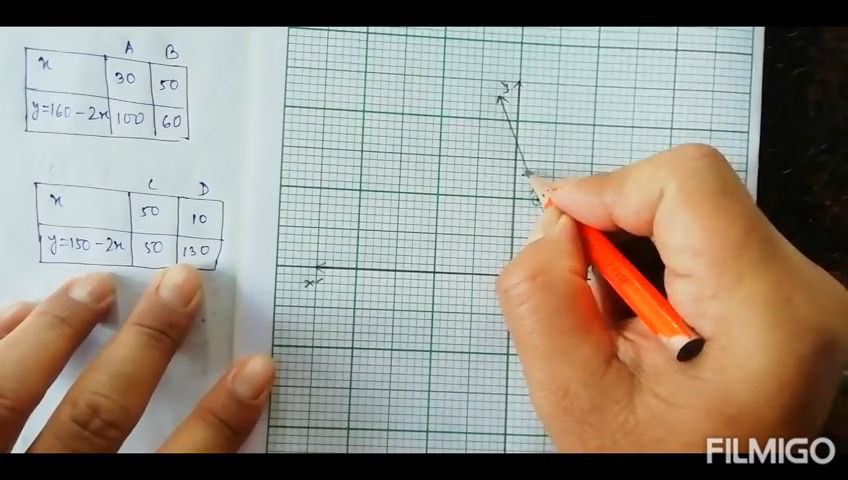 A B
x 30 50
y=160-2x 100 60
C D
x 50 10
y=150-2x 50 130
y
x'
FILMIGO